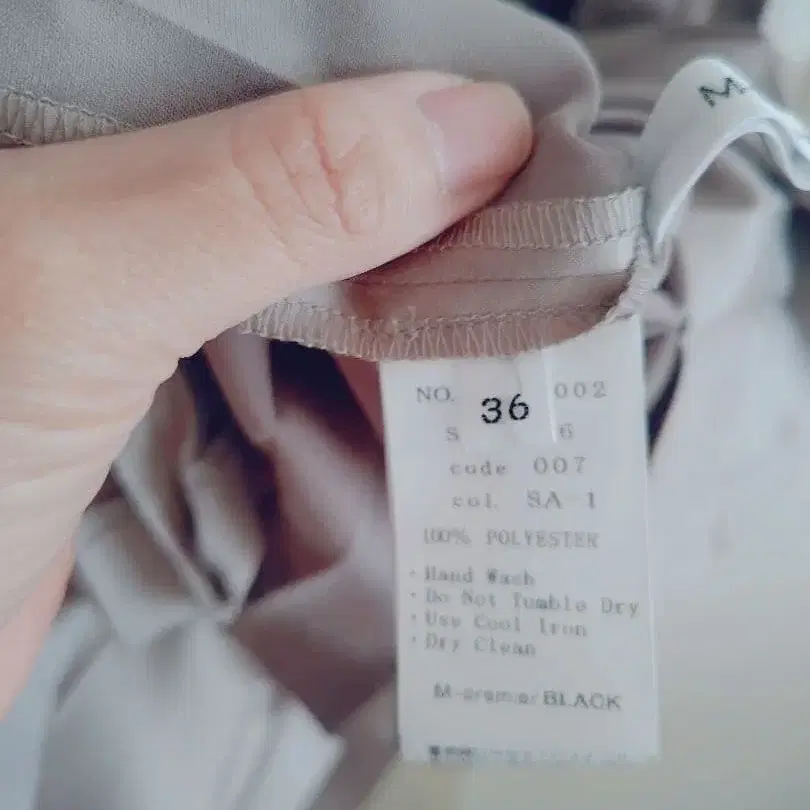 M
NO. 002
36
S 6
code 007
col. SA-1
100% POLYESTER
・Hand Wash
・Do Not Tumble Dry
・Use Cool Iron
・Dry Clean
M-premier BLACK